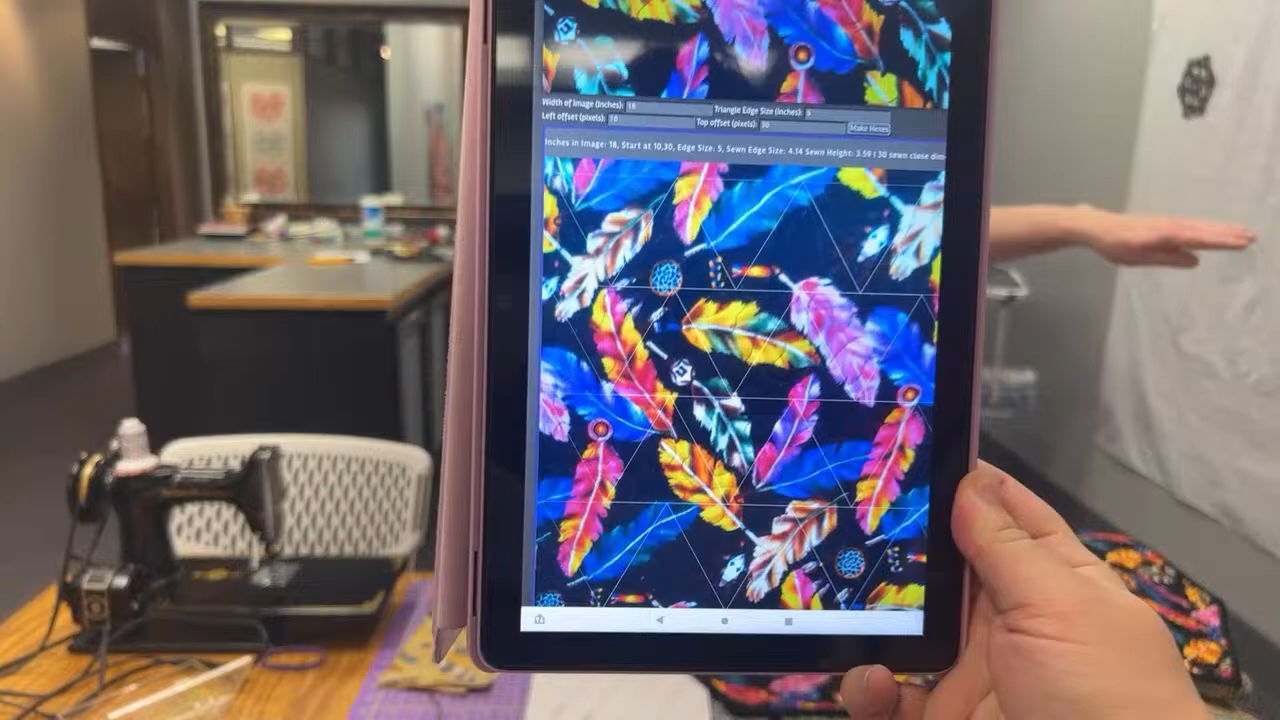 Width of Image (Inches): 18 Triangle Edge Size (Inches): 5
Left offset (pixels): 10 Top offset (pixels): 30 Make Hexes
Inches in Image: 18, Start at 10,30, Edge Size: 5, Sewn Edge Size: 4.14 Sewn Height: 3.59 ! 30 sewn close dim